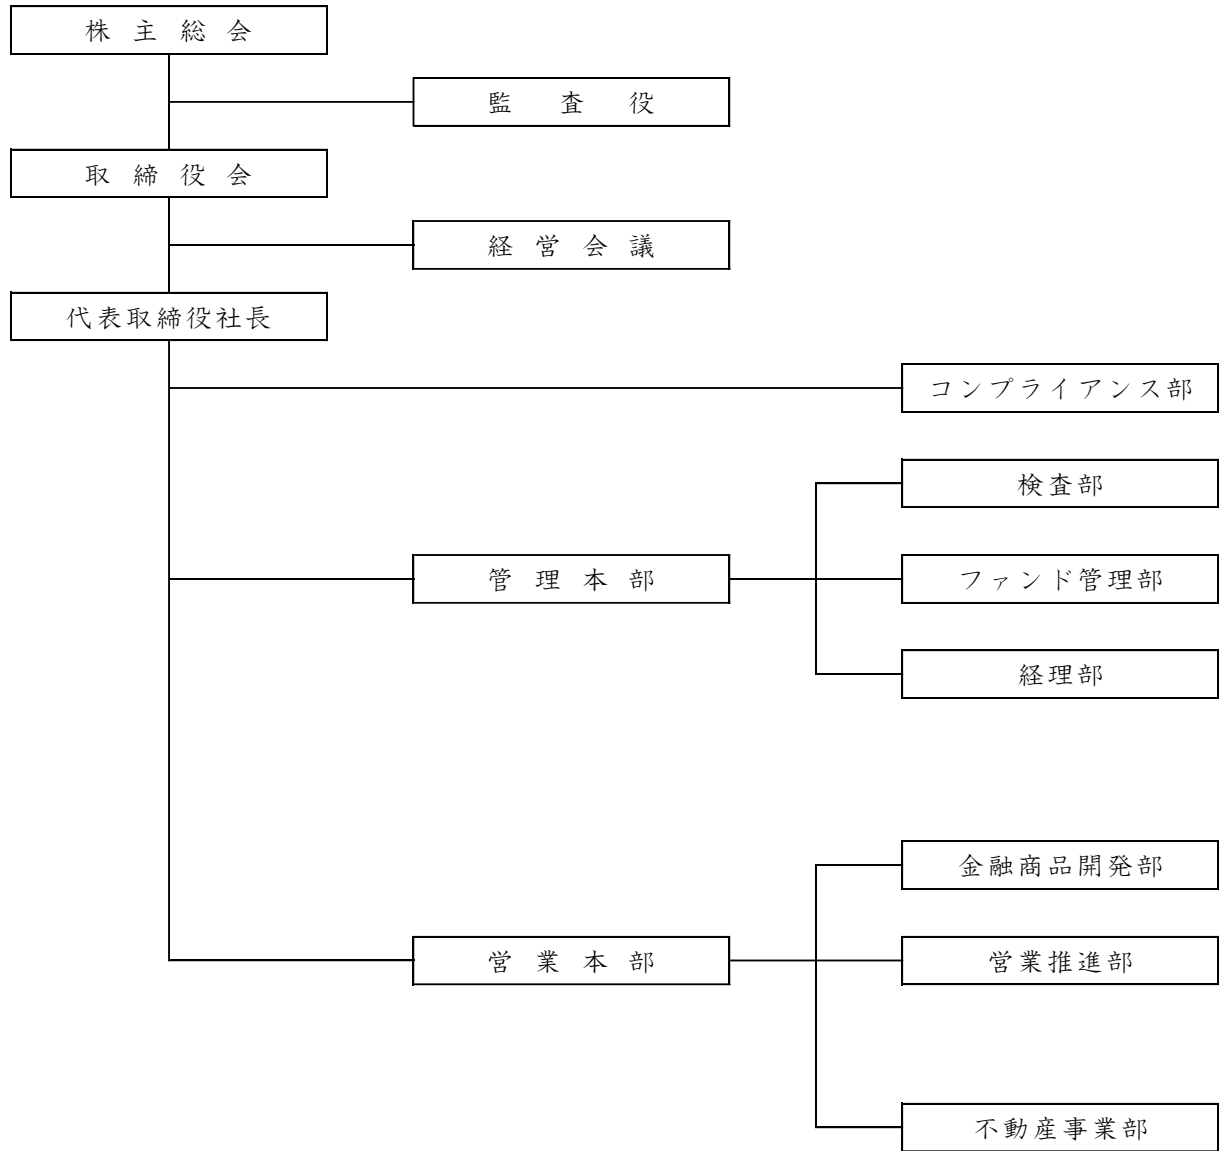 株主総会
監査役
取締役会
経営会議
代表取締役社長
コンプライアンス部
検査部
管理本部
ファンド管理部
経理部
金融商品開発部
営業本部
営業推進部
不動産事業部